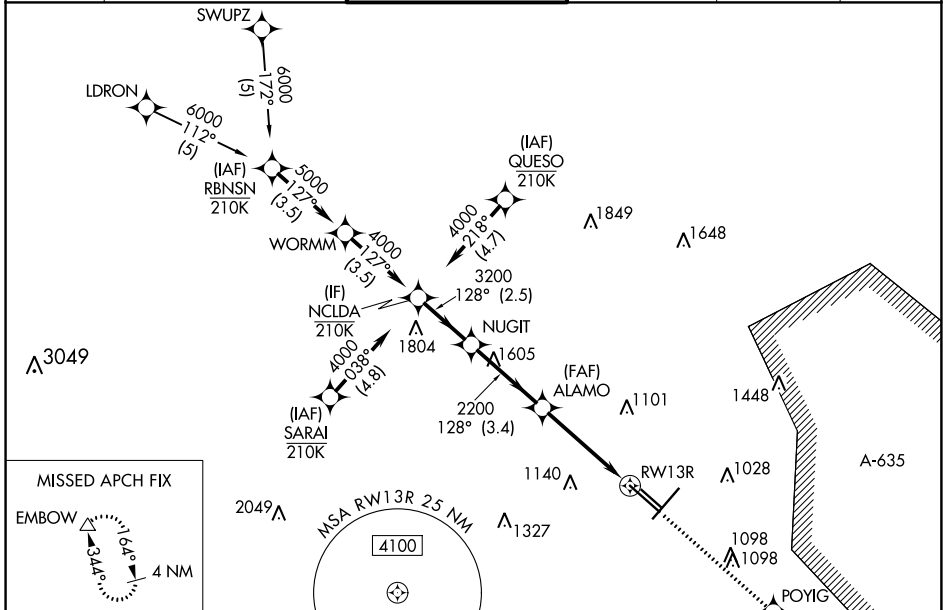 SWUPZ
6000
172°
(5)
LDRON
6000
112°
(5)
(IAF)
RBNSN
210K
5000
127°
(3.5)
(IAF)
QUESO
210K
4000
218°
(4.7)
1849
1648
WORMM
4000
127°
(3.5)
3200
128° (2.5)
(IF)
NCLDA
210K
NUGIT
1804
1605
3049
4000
038°
(4.8)
(IAF)
SARAI
210K
(FAF)
ALAMO
2200
128° (3.4)
1101
1448
A-635
1140
RW13R
1028
MISSED APCH FIX
EMBOW
164°
344°
4 NM
2049
MSA RW13R 25 NM
4100
1327
1098
1098
POYIG